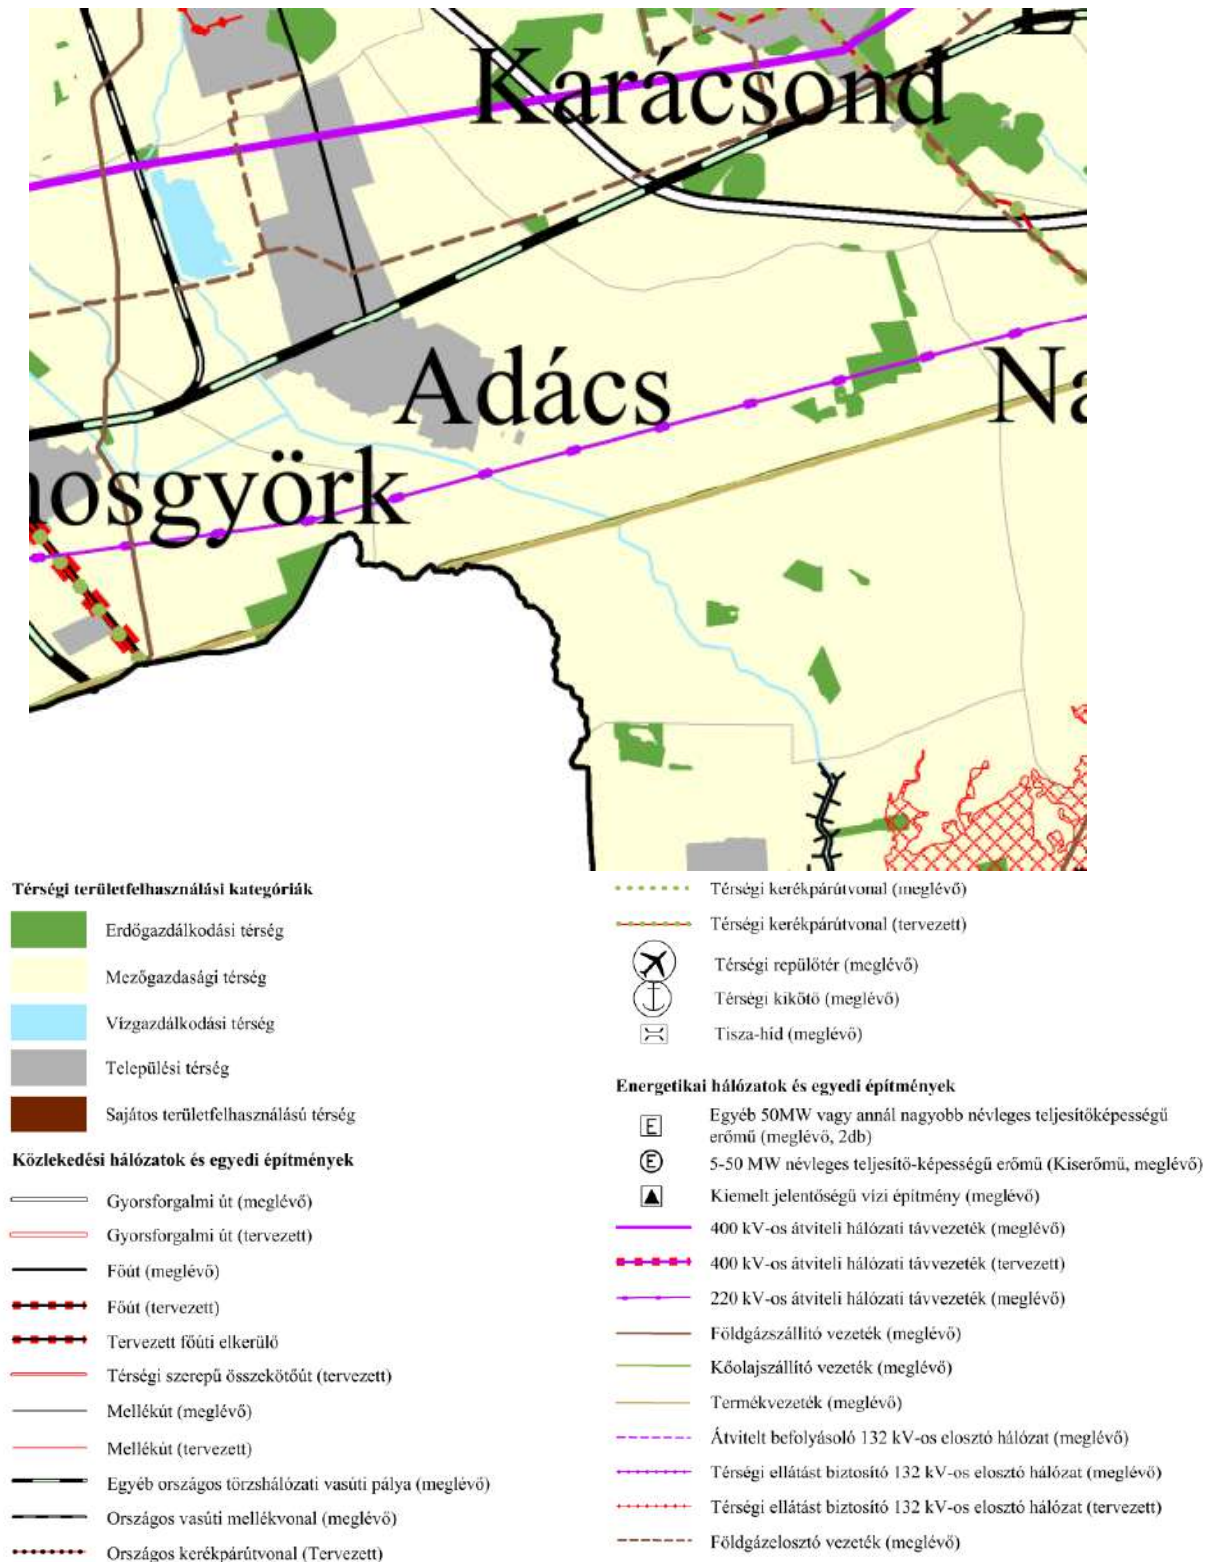 Karácsond
Adács
Na
nosgyörk
Térségi területfelhasználási kategóriák
Erdőgazdálkodási térség
Mezőgazdasági térség
Vízgazdálkodási térség
Települési térség
Sajátos területfelhasználású térség
Közlekedési hálózatok és egyedi építmények
Gyorsforgalmi út (meglévő)
Gyorsforgalmi út (tervezett)
Főút (meglévő)
Főút (tervezett)
Tervezett főúti elkerülő
Térségi szerepű összekötőút (tervezett)
Mellékút (meglévő)
Mellékút (tervezett)
Egyéb országos törzshálózati vasúti pálya (meglévő)
Országos vasúti mellékvonal (meglévő)
Országos kerékpárútvonal (Tervezett)
Térségi kerékpárútvonal (meglévő)
Térségi kerékpárútvonal (tervezett)
Térségi repülőtér (meglévő)
Térségi kikötő (meglévő)
Tisza-híd (meglévő)
Energetikai hálózatok és egyedi építmények
E Egyéb 50MW vagy annál nagyobb névleges teljesítőképességű
erőmű (meglévő, 2db)
E 5-50 MW névleges teljesítő-képességű erőmű (Kiserőmű, meglévő)
Kiemelt jelentőségű vízi építmény (meglévő)
400 kV-os átviteli hálózati távvezeték (meglévő)
400 kV-os átviteli hálózati távvezeték (tervezett)
220 kV-os átviteli hálózati távvezeték (meglévő)
Földgázszállító vezeték (meglévő)
Kőolajszállító vezeték (meglévő)
Termékvezeték (meglévő)
Átvitelt befolyásoló 132 kV-os elosztó hálózat (meglévő)
Térségi ellátást biztosító 132 kV-os elosztó hálózat (meglévő)
Térségi ellátást biztosító 132 kV-os elosztó hálózat (tervezett)
Földgázelosztó vezeték (meglévő)